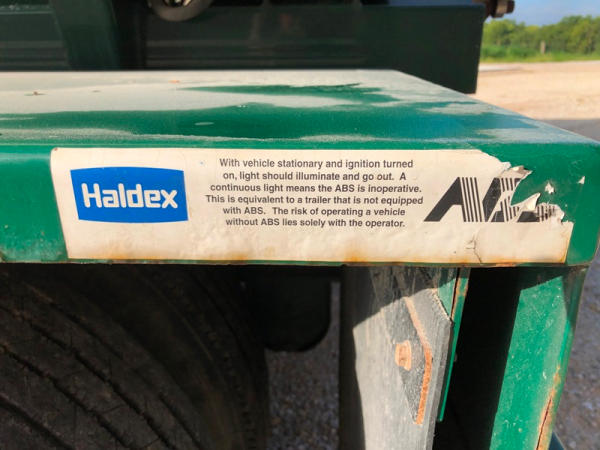 Haldex
With vehicle stationary and ignition turned
on, light should illuminate and go out. A
continuous light means the ABS is inoperative.
This is equivalent to a trailer that is not equipped
with ABS. The risk of operating a vehicle
without ABS lies solely with the operator.